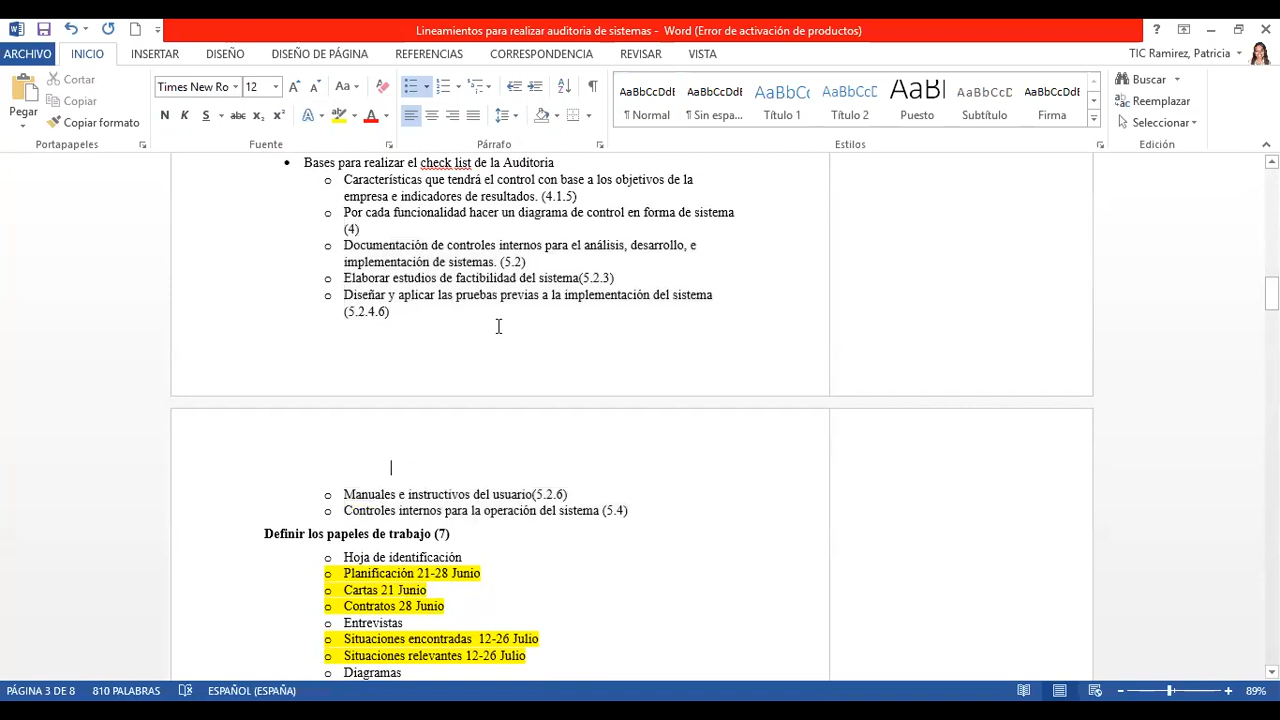 Lineamientos para realizar auditoria de sistemas - Word (Error de activación de productos)
ARCHIVO INICIO INSERTAR DISEÑO DISEÑO DE PÁGINA REFERENCIAS CORRESPONDENCIA REVISAR VISTA TIC Ramirez, Patricia
Cortar
Copiar
Copiar formato
Pegar
Portapapeles
Times New Ro 12
N K S abc x₂ x²
Fuente
Párrafo
AaBbCcDdE AaBbCcDdE AaBbCc AaBbCcD AaBl AaBbCcD AaBbCcDdE
¶ Normal ¶ Sin espa... Título 1 Título 2 Puesto Subtítulo Firma
Estilos
Buscar
Reemplazar
Seleccionar
Edición
• Bases para realizar el check list de la Auditoria
o Características que tendrá el control con base a los objetivos de la
empresa e indicadores de resultados. (4.1.5)
o Por cada funcionalidad hacer un diagrama de control en forma de sistema
(4)
o Documentación de controles internos para el análisis, desarrollo, e
implementación de sistemas. (5.2)
o Elaborar estudios de factibilidad del sistema(5.2.3)
o Diseñar y aplicar las pruebas previas a la implementación del sistema
(5.2.4.6)
o Manuales e instructivos del usuario(5.2.6)
o Controles internos para la operación del sistema (5.4)
Definir los papeles de trabajo (7)
o Hoja de identificación
o Planificación 21-28 Junio
o Cartas 21 Junio
o Contratos 28 Junio
o Entrevistas
o Situaciones encontradas 12-26 Julio
o Situaciones relevantes 12-26 Julio
o Diagramas
PÁGINA 3 DE 8 810 PALABRAS ESPAÑOL (ESPAÑA) 89%